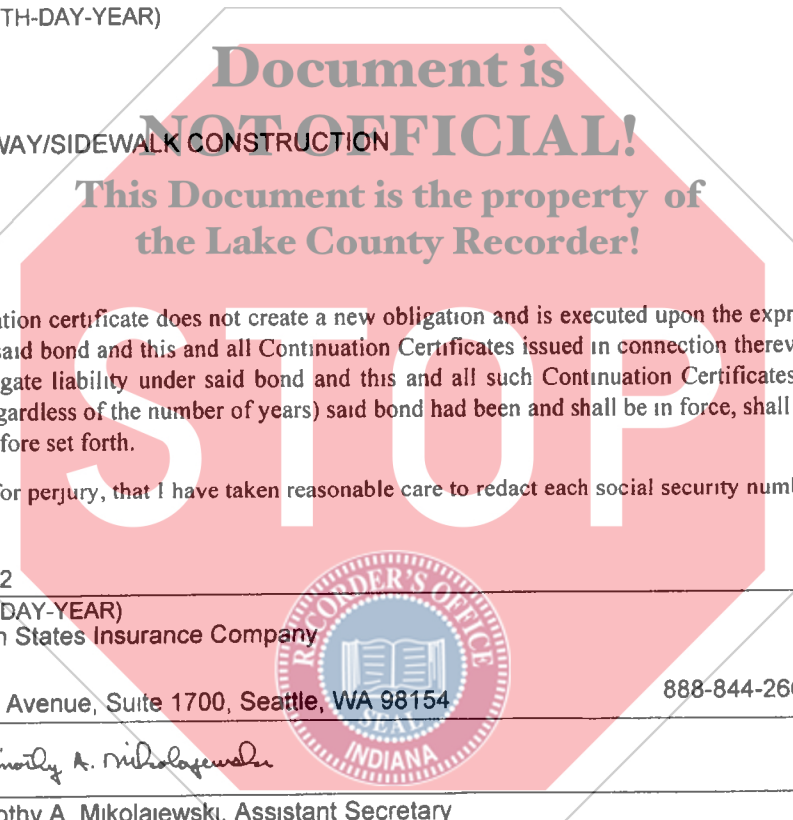 TH-DAY-YEAR)
Document is
WAY/SIDEWALK CONSTRUCTION
NOT OFFICIAL!
This Document is the property of
the Lake County Recorder!
ation certificate does not create a new obligation and is executed upon the expr
said bond and this and all Continuation Certificates issued in connection therew
gate liability under said bond and this and all such Continuation Certificates
gardless of the number of years) said bond had been and shall be in force, shall
fore set forth.
STOP
for perjury, that I have taken reasonable care to redact each social security num
2
DAY-YEAR)
n States Insurance Company
RECORDER'S OFFICE
Avenue, Suite 1700, Seattle, WA 98154
888-844-26
SEAL
INDIANA
mothy A. Mikolajewski
othy A. Mikolajewski, Assistant Secretary